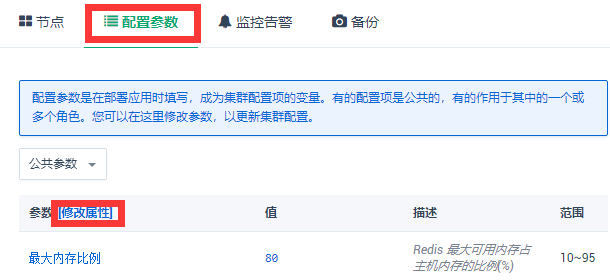 节点 配置参数 监控告警 备份
配置参数是在部署应用时填写，成为集群配置项的变量。有的配置项是公共的，有的作用于其中的一个或
多个角色。您可以在这里修改参数，以更新集群配置。
公共参数
参数 [修改属性] 值 描述 范围
最大内存比例 80 Redis 最大可用内存占 10~95
主机内存的比例(%)